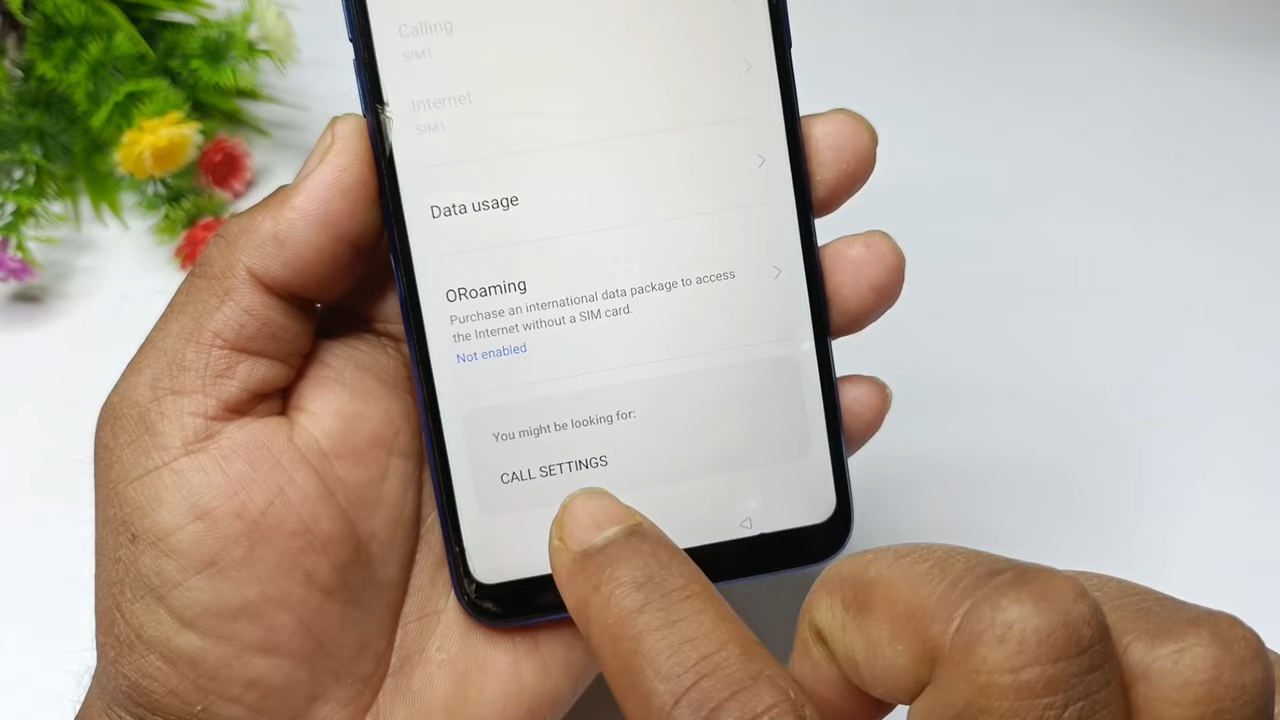 Calling
SIM1
Internet
SIM1
Data usage
ORoaming
Purchase an international data package to access
the Internet without a SIM card.
Not enabled
You might be looking for:
CALL SETTINGS